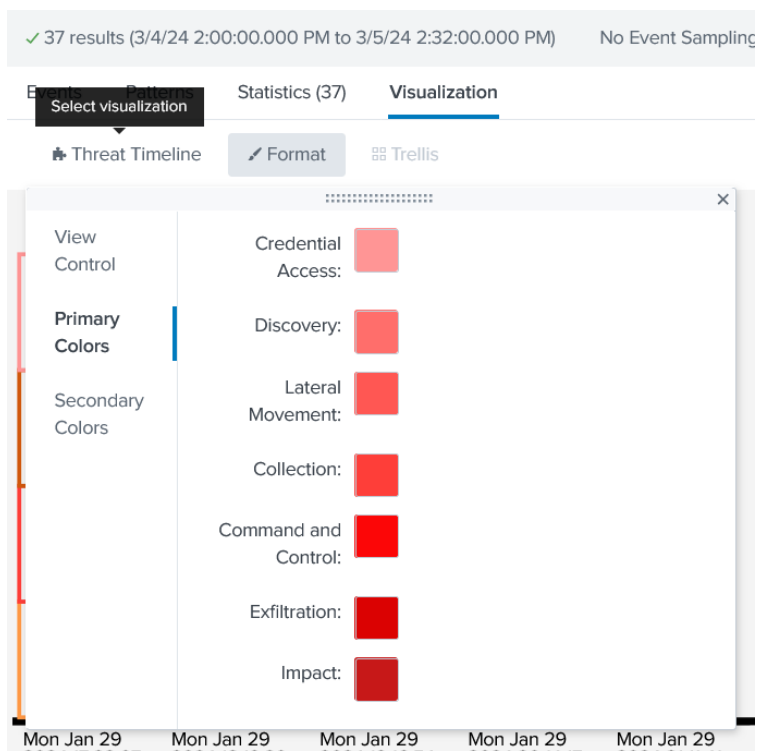 37 results (3/4/24 2:00:00.000 PM to 3/5/24 2:32:00.000 PM) No Event Sampling
Events Patterns Statistics (37) Visualization
Select visualization
Threat Timeline Format Trellis
View
Control
Primary
Colors
Secondary
Colors
Credential
Access:
Discovery:
Lateral
Movement:
Collection:
Command and
Control:
Exfiltration:
Impact:
Mon Jan 29 Mon Jan 29 Mon Jan 29 Mon Jan 29 Mon Jan 29